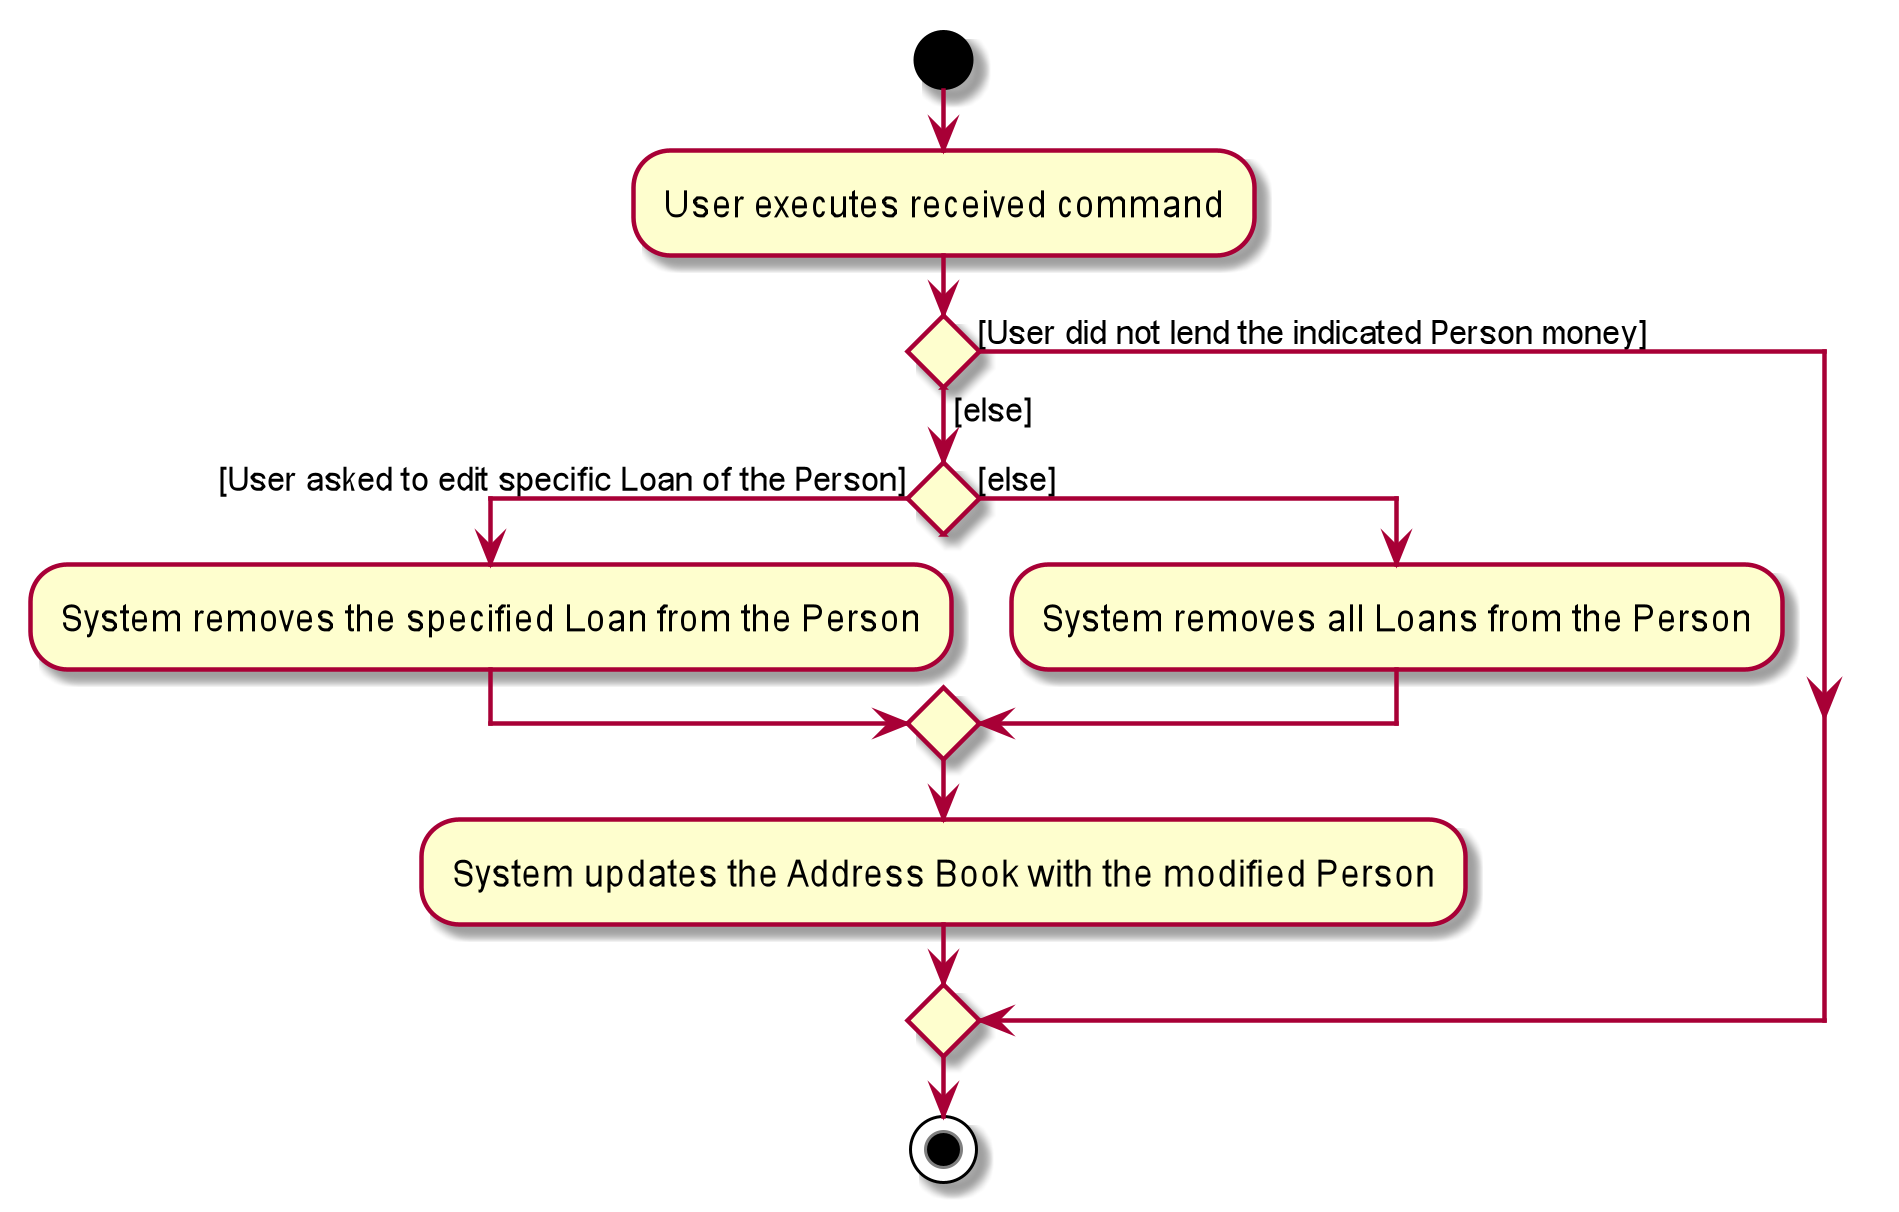 User executes received command
[User did not lend the indicated Person money]
[else]
[User asked to edit specific Loan of the Person]
[else]
System removes the specified Loan from the Person
System removes all Loans from the Person
System updates the Address Book with the modified Person